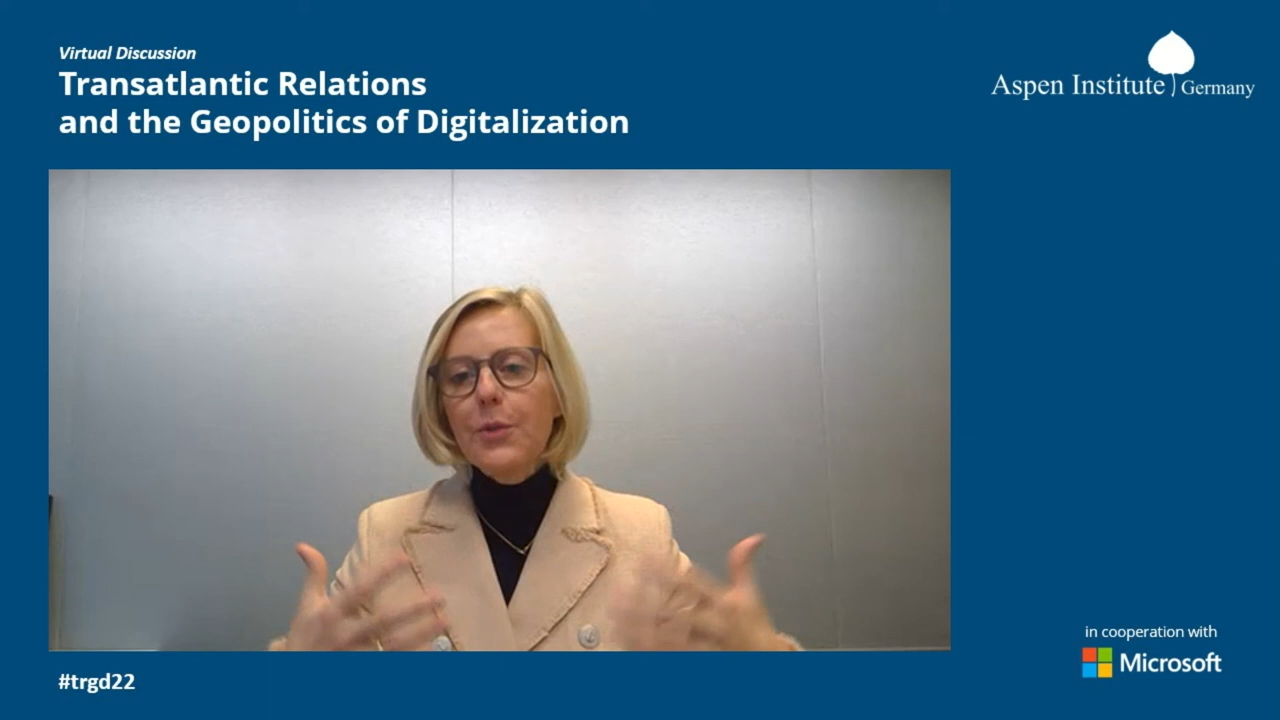 Virtual Discussion
Transatlantic Relations
and the Geopolitics of Digitalization
Aspen Institute Germany
in cooperation with
Microsoft
#trgd22